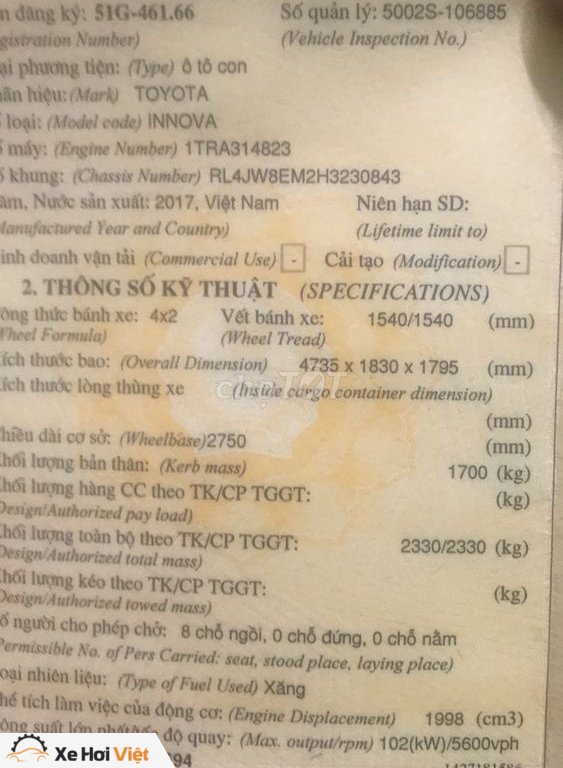 n đăng ký: 51G-461.66 Số quản lý: 5002S-106885
gistration Number) (Vehicle Inspection No.)
ại phương tiện: (Type) ô tô con
hãn hiệu: (Mark) TOYOTA
loại: (Model code) INNOVA
máy: (Engine Number) 1TRA314823
khung: (Chassis Number) RL4JW8EM2H3230843
ăm, Nước sản xuất: 2017, Việt Nam Niên hạn SD:
Manufactured Year and Country) (Lifetime limit to)
inh doanh vận tải (Commercial Use) - Cải tạo (Modification) -
2. THÔNG SỐ KỸ THUẬT (SPECIFICATIONS)
ông thức bánh xe: 4x2 Vết bánh xe: 1540/1540 (mm)
Wheel Formula) (Wheel Tread)
ích thước bao: (Overall Dimension) 4735 x 1830 x 1795 (mm)
ích thước lòng thùng xe (Inside cargo container dimension)
chợ TỐT
(mm)
hiều dài cơ sở: (Wheelbase)2750 (mm)
hối lượng bản thân: (Kerb mass) 1700 (kg)
hối lượng hàng CC theo TK/CP TGGT: (kg)
Design/Authorized pay load)
hối lượng toàn bộ theo TK/CP TGGT: 2330/2330 (kg)
Design/Authorized total mass)
hối lượng kéo theo TK/CP TGGT: (kg)
Design/Authorized towed mass)
ố người cho phép chở: 8 chỗ ngồi, 0 chỗ đứng, 0 chỗ nằm
Permissible No. of Pers Carried: seat, stood place, laying place)
oại nhiên liệu: (Type of Fuel Used) Xăng
hể tích làm việc của động cơ: (Engine Displacement) 1998 (cm3)
ông suất lớn nhất/tốc độ quay: (Max. output/rpm) 102(kW)/5600vph
Xe Hơi Việt